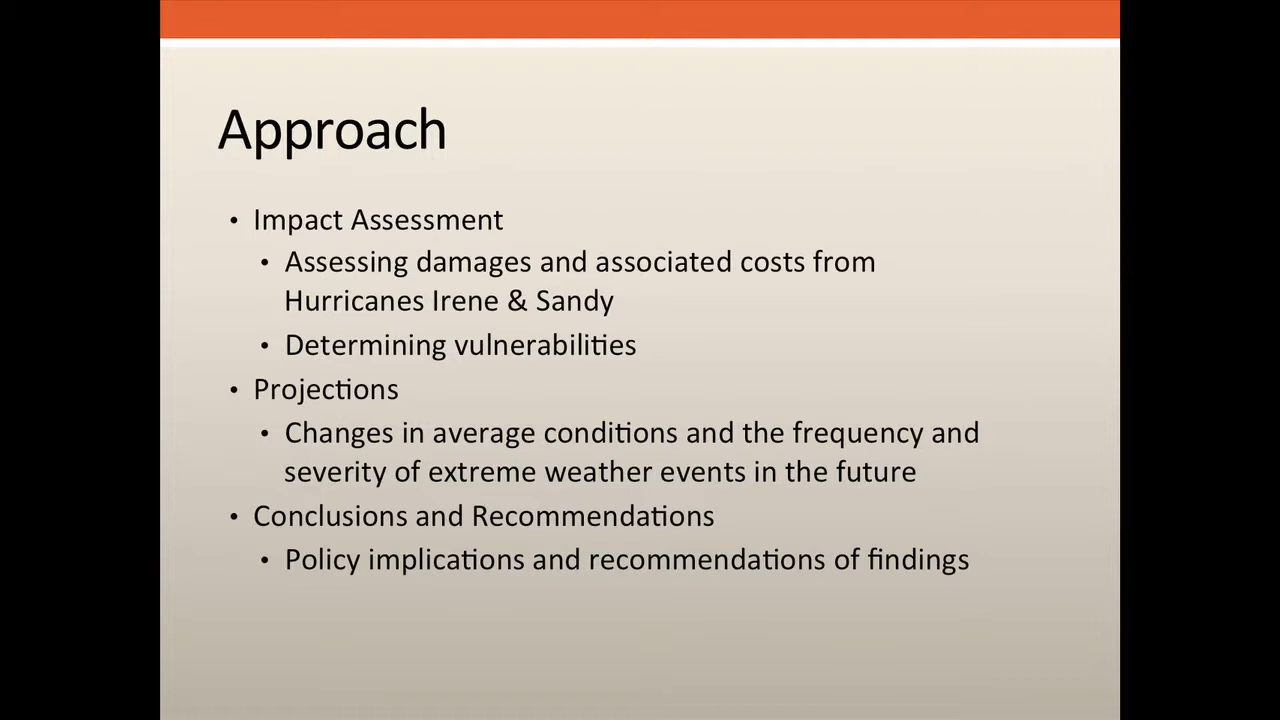 Approach
• Impact Assessment
• Assessing damages and associated costs from
Hurricanes Irene & Sandy
• Determining vulnerabilities
• Projections
• Changes in average conditions and the frequency and
severity of extreme weather events in the future
• Conclusions and Recommendations
• Policy implications and recommendations of findings